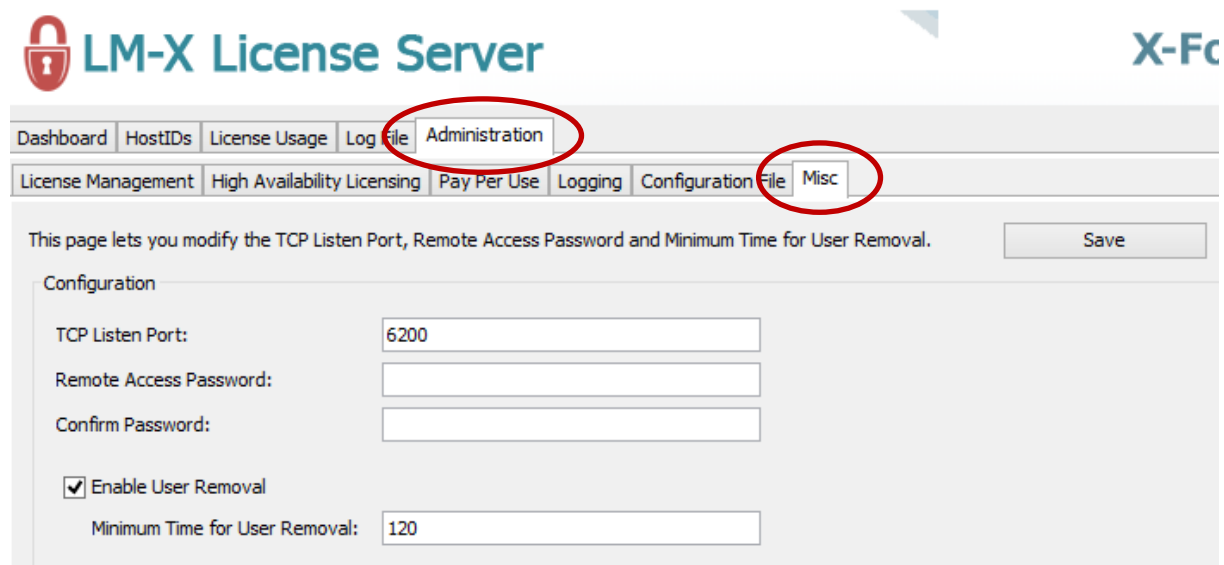 LM-X License Server
X-Fo
Dashboard HostIDs License Usage Log File Administration
License Management High Availability Licensing Pay Per Use Logging Configuration File Misc
This page lets you modify the TCP Listen Port, Remote Access Password and Minimum Time for User Removal. Save
Configuration
TCP Listen Port: 6200
Remote Access Password:
Confirm Password:
Enable User Removal
Minimum Time for User Removal: 120